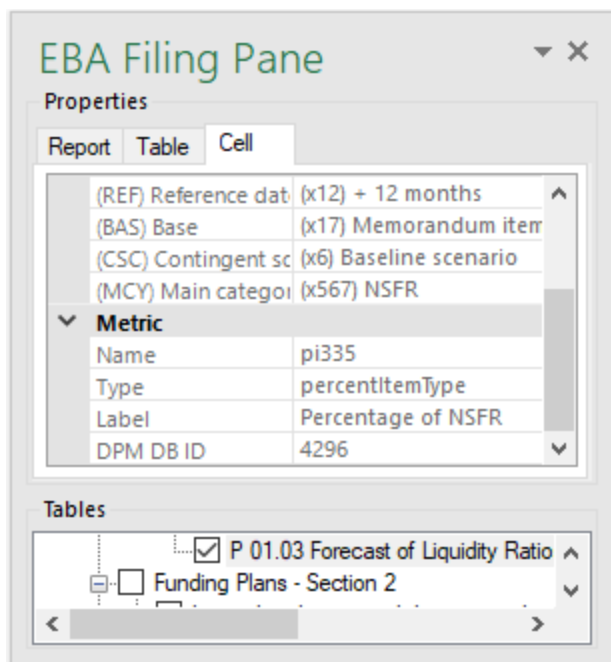 EBA Filing Pane
Properties
Report Table Cell
(REF) Reference dat (x12) + 12 months
(BAS) Base (x17) Memorandum item
(CSC) Contingent sc (x6) Baseline scenario
(MCY) Main categor (x567) NSFR
Metric
Name pi335
Type percentItemType
Label Percentage of NSFR
DPM DB ID 4296
Tables
P 01.03 Forecast of Liquidity Ratio
Funding Plans - Section 2